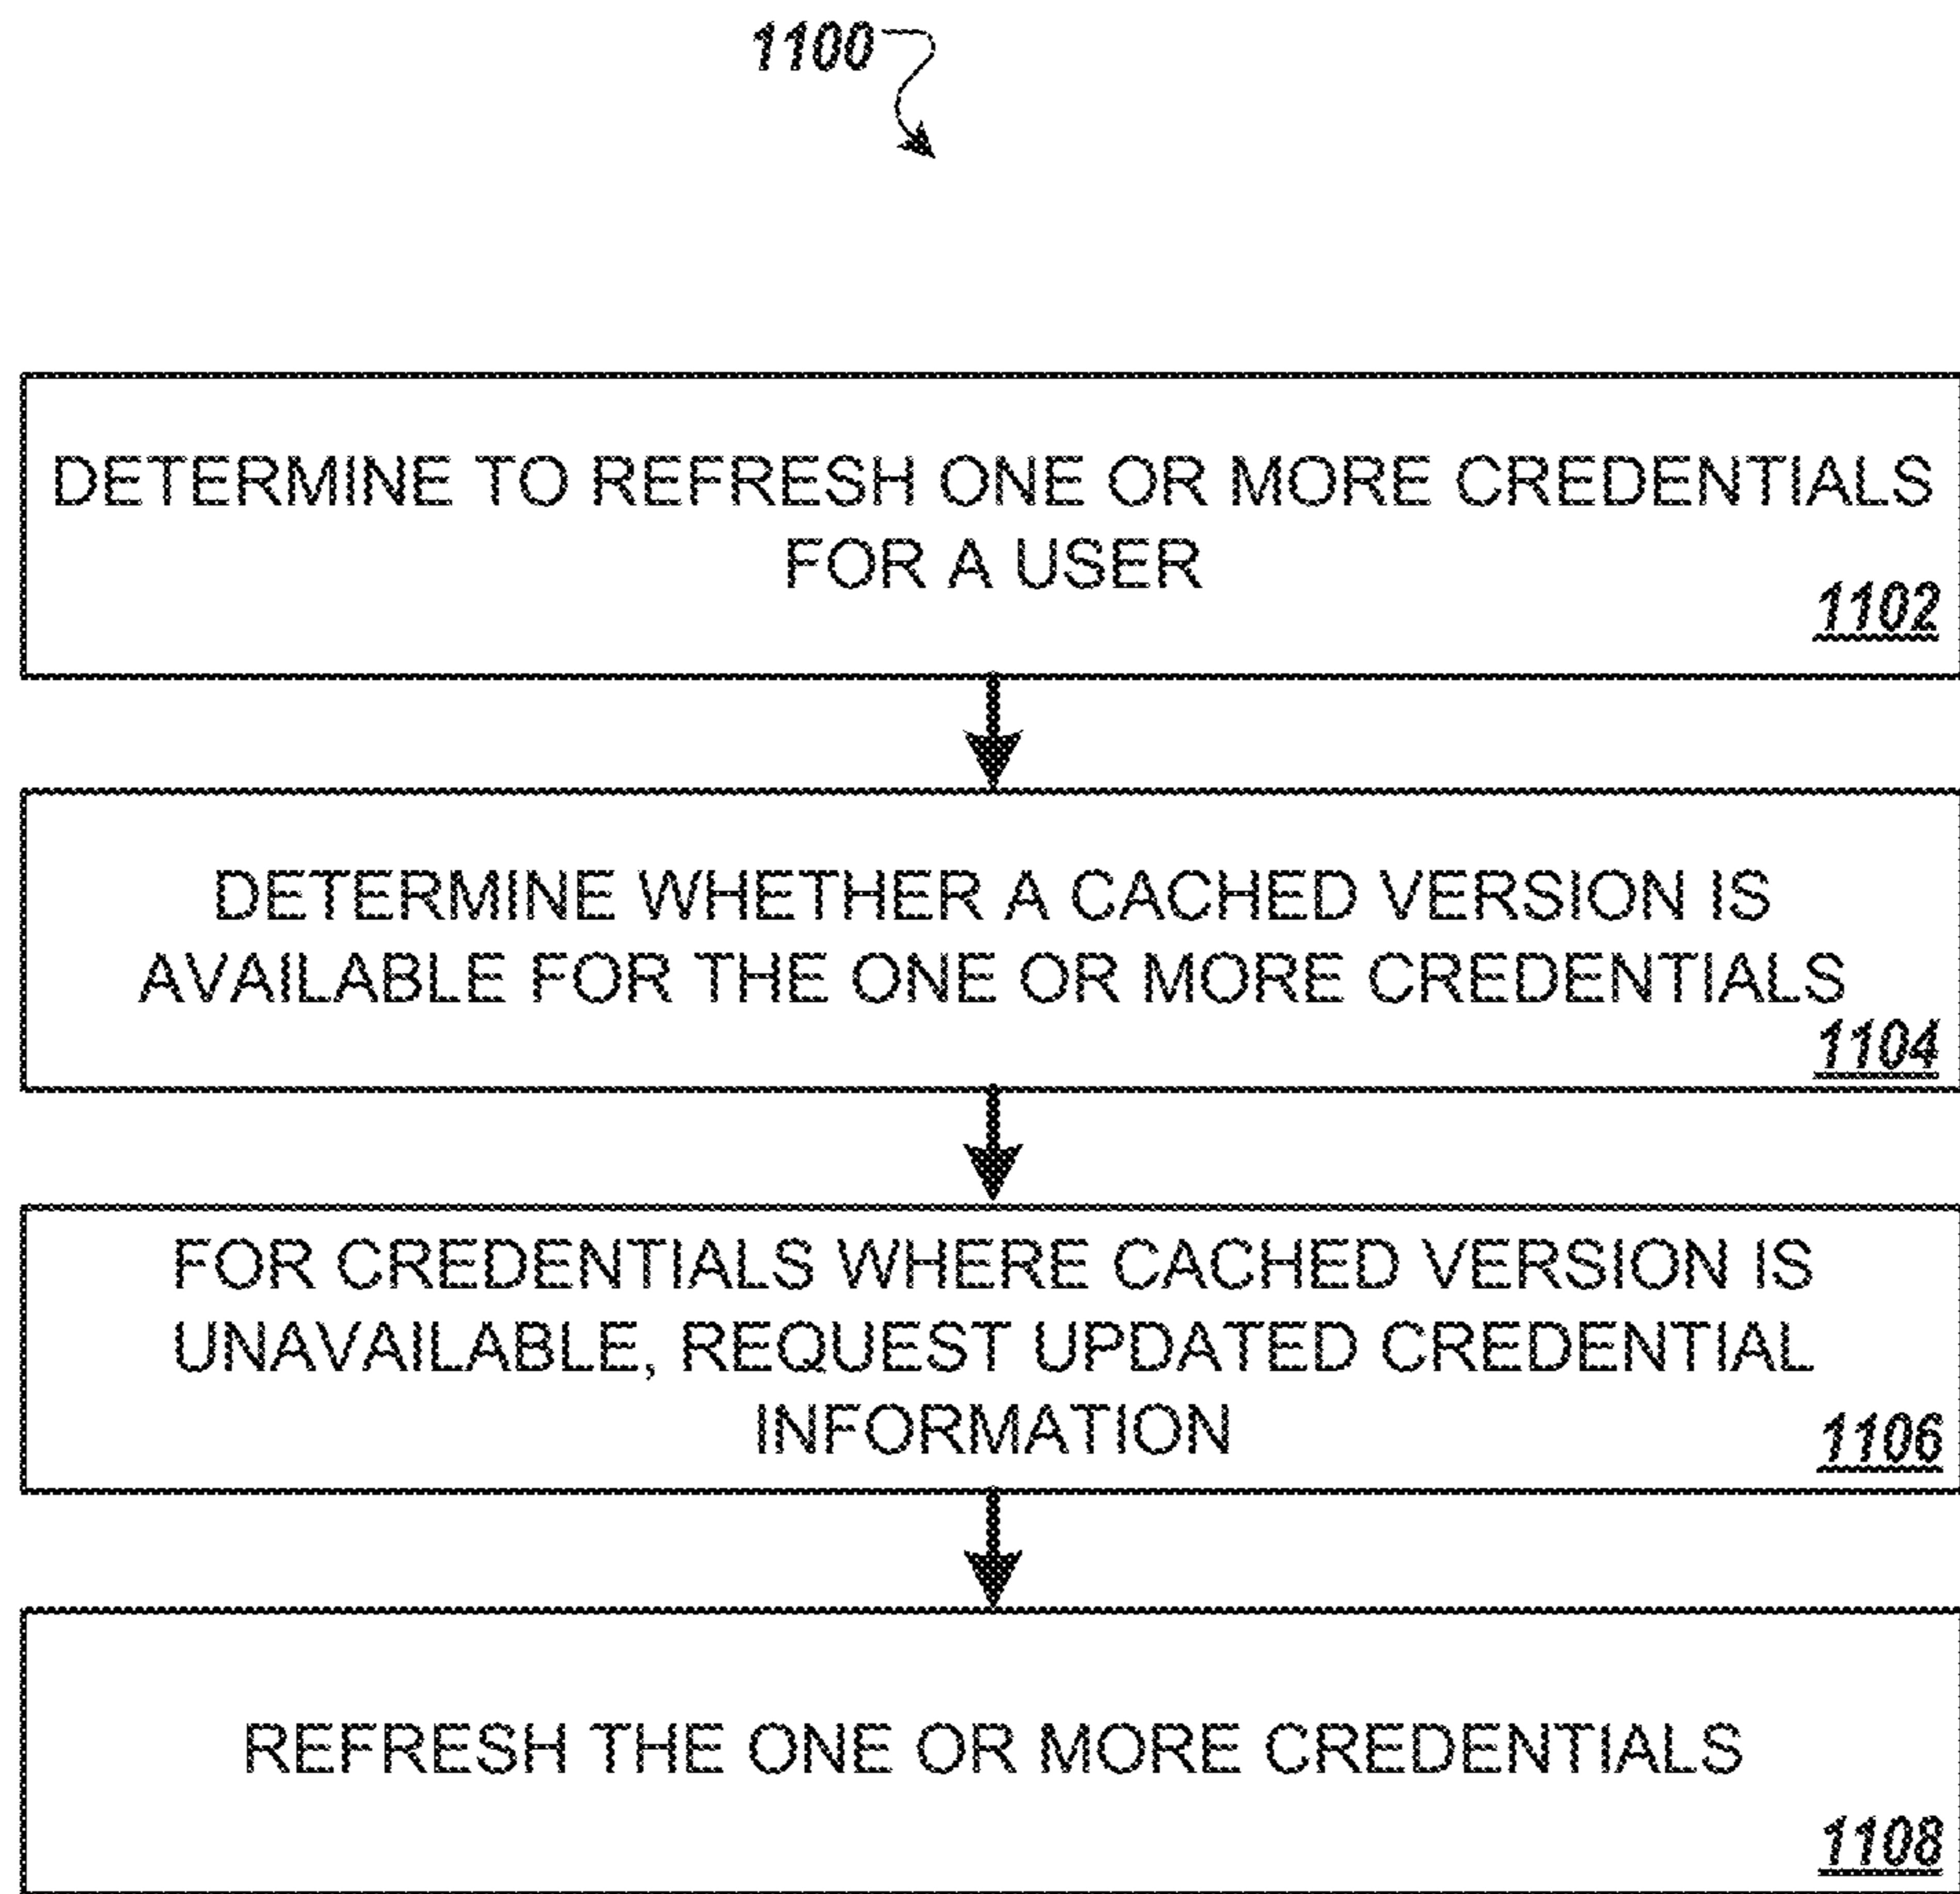 1100
DETERMINE TO REFRESH ONE OR MORE CREDENTIALS
FOR A USER
1102
DETERMINE WHETHER A CACHED VERSION IS
AVAILABLE FOR THE ONE OR MORE CREDENTIALS
1104
FOR CREDENTIALS WHERE CACHED VERSION IS
UNAVAILABLE, REQUEST UPDATED CREDENTIAL
INFORMATION
1106
REFRESH THE ONE OR MORE CREDENTIALS
1108